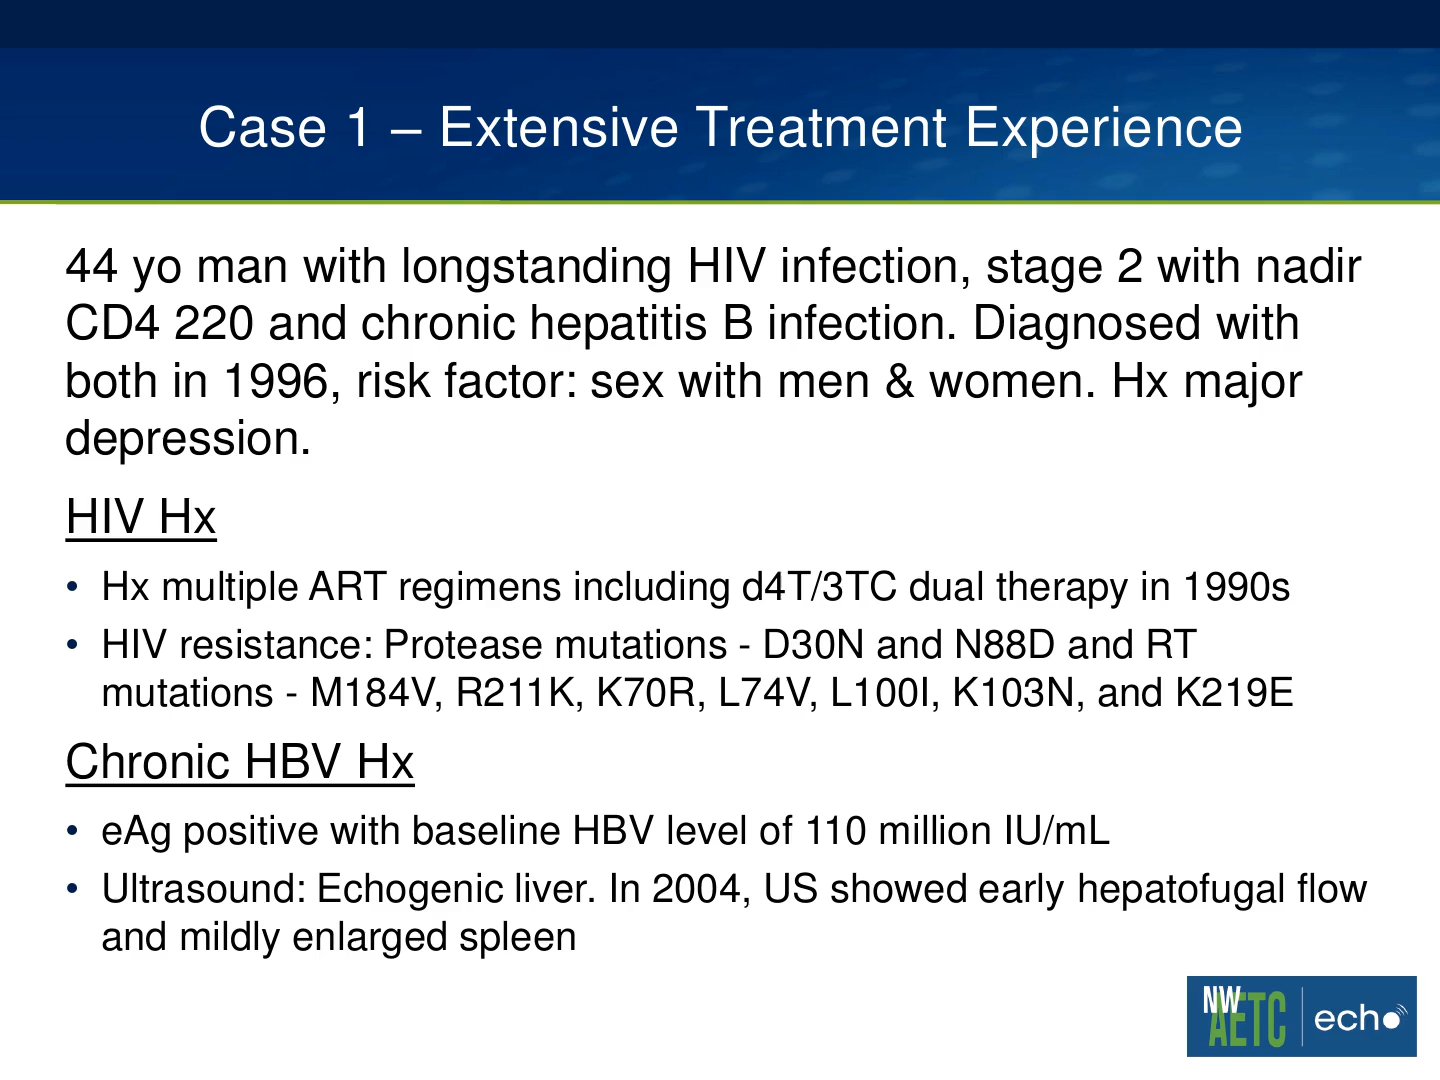 Case 1 – Extensive Treatment Experience
44 yo man with longstanding HIV infection, stage 2 with nadir
CD4 220 and chronic hepatitis B infection. Diagnosed with
both in 1996, risk factor: sex with men & women. Hx major
depression.
HIV Hx
• Hx multiple ART regimens including d4T/3TC dual therapy in 1990s
• HIV resistance: Protease mutations - D30N and N88D and RT
mutations - M184V, R211K, K70R, L74V, L100I, K103N, and K219E
Chronic HBV Hx
• eAg positive with baseline HBV level of 110 million IU/mL
• Ultrasound: Echogenic liver. In 2004, US showed early hepatofugal flow
and mildly enlarged spleen
NW
AETC
echo